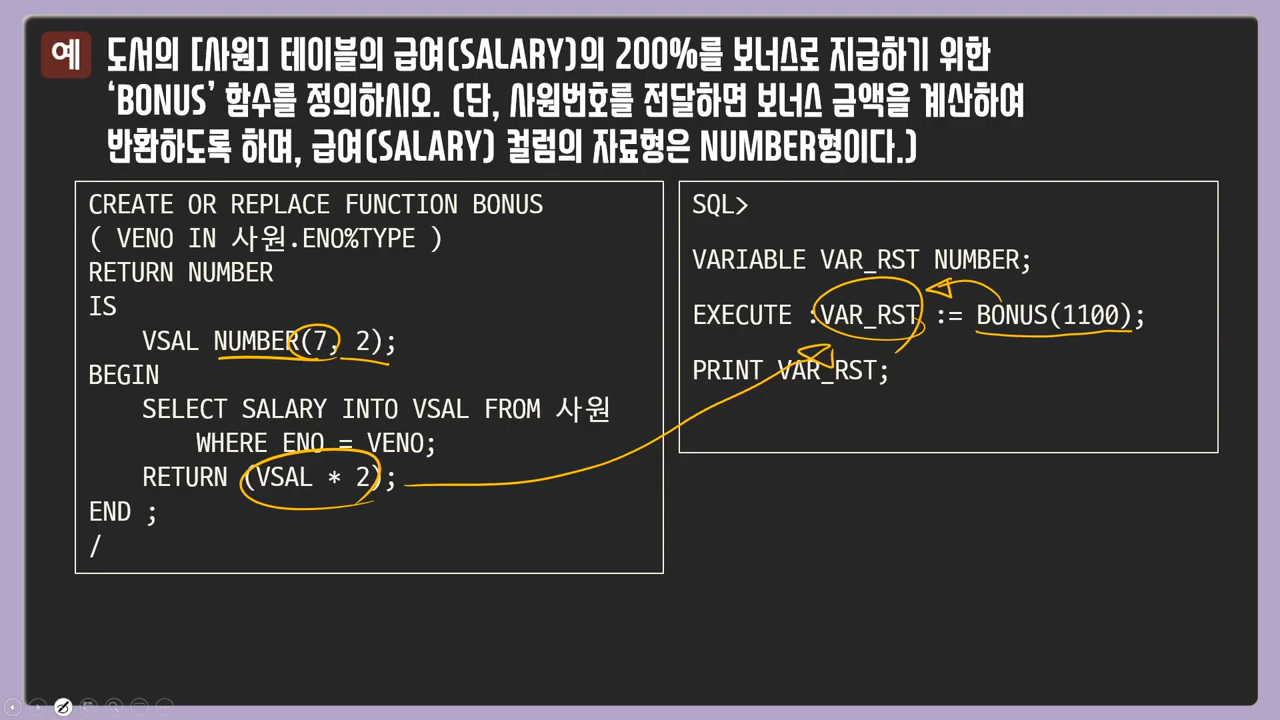 예 도서의 [사원] 테이블의 급여(SALARY)의 200%를 보너스로 지급하기 위한
‘BONUS’ 함수를 정의하시오. (단, 사원번호를 전달하면 보너스 금액을 계산하여
반환하도록 하며, 급여(SALARY) 컬럼의 자료형은 NUMBER형이다.)
CREATE OR REPLACE FUNCTION BONUS
( VENO IN 사원.ENO%TYPE )
RETURN NUMBER
IS
VSAL NUMBER(7, 2);
BEGIN
SELECT SALARY INTO VSAL FROM 사원
WHERE ENO = VENO;
RETURN (VSAL * 2);
END ;
/
SQL>
VARIABLE VAR_RST NUMBER;
EXECUTE :VAR_RST := BONUS(1100);
PRINT VAR_RST;